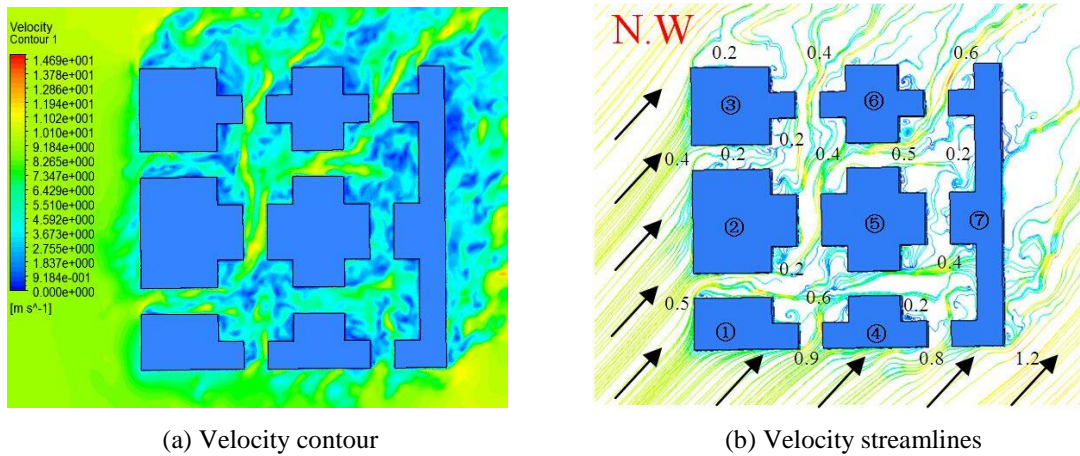 Velocity
Contour 1
1.469e+001
1.378e+001
1.286e+001
1.194e+001
1.102e+001
1.010e+001
9.184e+000
8.265e+000
7.347e+000
6.429e+000
5.510e+000
4.592e+000
3.673e+000
2.755e+000
1.837e+000
9.184e-001
0.000e+000
[m s^-1]
N.W
0.2 0.4 0.6
③ ⑥
0.4 0.2 0.2 0.4 0.5 0.2
② ⑤ ⑦
0.2 0.4
0.5 0.6 0.2
① ④
0.9 0.8 1.2
(a) Velocity contour
(b) Velocity streamlines